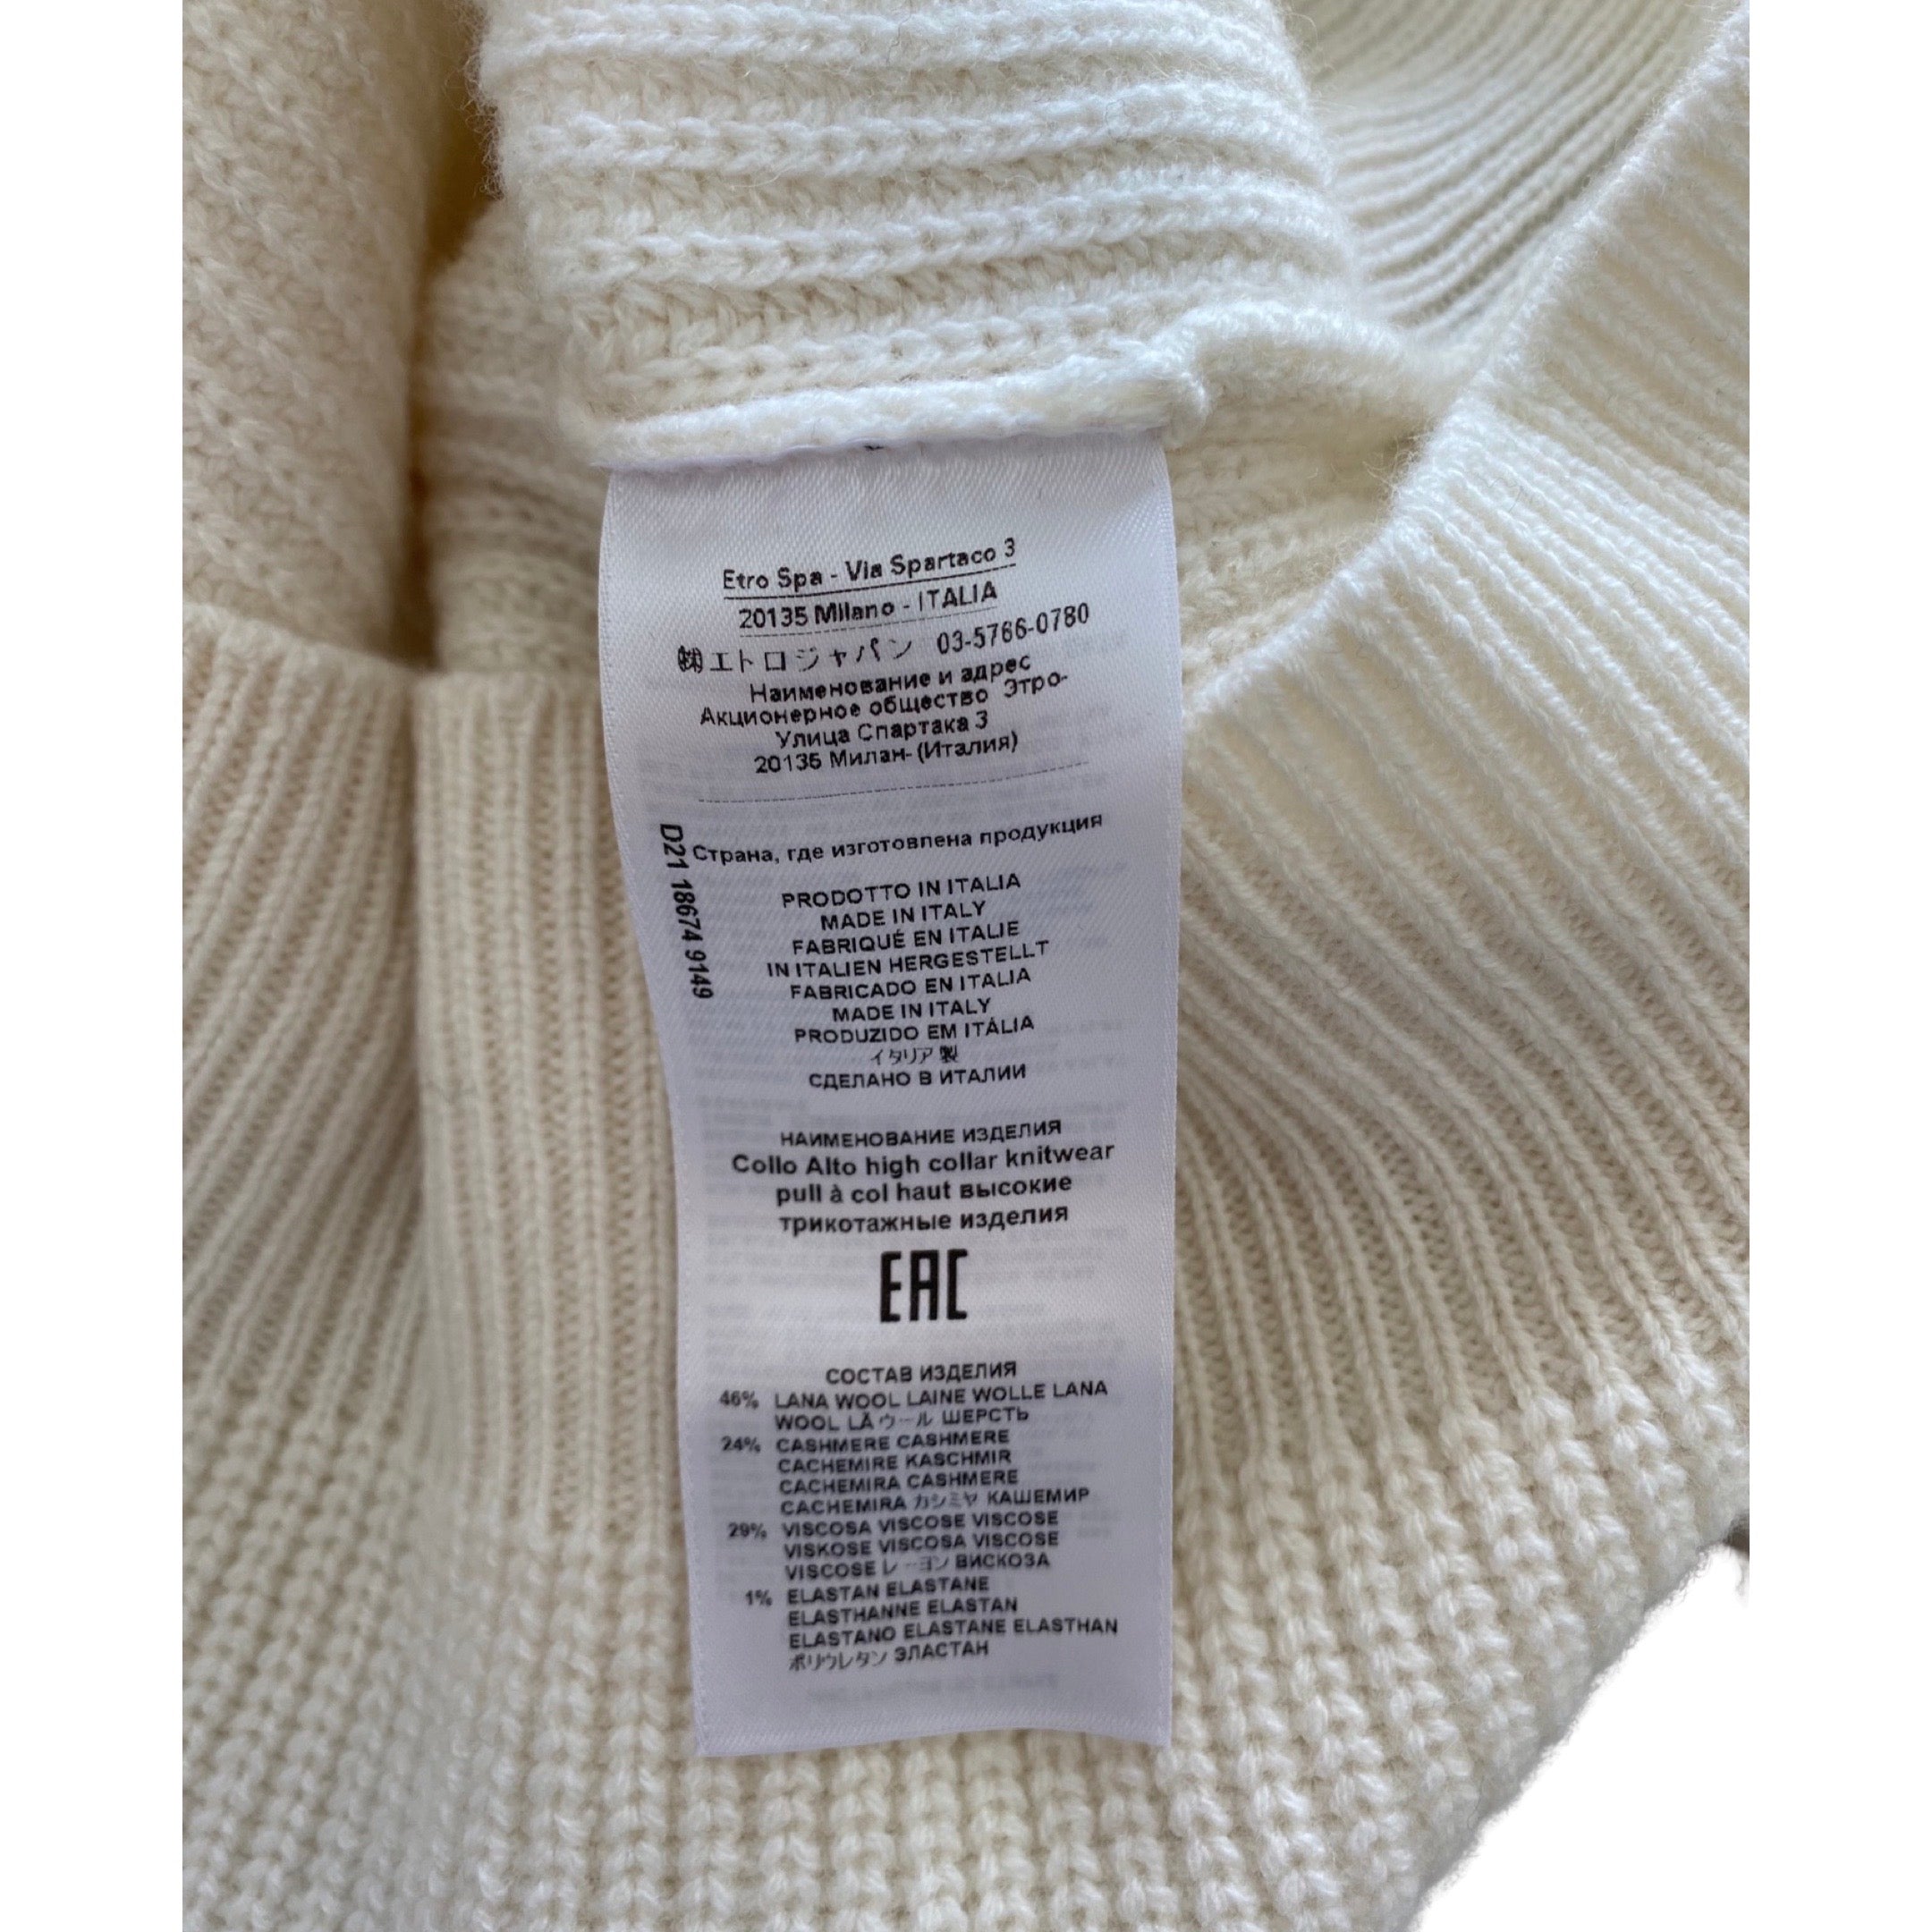 Etro Spa - Via Spartaco 3
20135 Milano - ITALIA
㈱エトロジャパン 03-5766-0780
Наименование и адрес
Акционерное общество Этро-
Улица Спартака 3
20135 Милан- (Италия)
D21 18674 9149
Страна, где изготовлена продукция
PRODOTTO IN ITALIA
MADE IN ITALY
FABRIQUÉ EN ITALIE
IN ITALIEN HERGESTELLT
FABRICADO EN ITALIA
MADE IN ITALY
PRODUZIDO EM ITÁLIA
イタリア製
СДЕЛАНО В ИТАЛИИ
НАИМЕНОВАНИЕ ИЗДЕЛИЯ
Collo Alto high collar knitwear
pull à col haut высокие
трикотажные изделия
EAC
СОСТАВ ИЗДЕЛИЯ
46% LANA WOOL LAINE WOLLE LANA
WOOL LÃ ウール ШЕРСТЬ
24% CASHMERE CASHMERE
CACHEMIRE KASCHMIR
CACHEMIRA CASHMERE
CACHEMIRA カシミヤ КАШЕМИР
29% VISCOSA VISCOSE VISCOSE
VISKOSE VISCOSA VISCOSE
VISCOSE レーヨン ВИСКОЗА
1% ELASTAN ELASTANE
ELASTHANNE ELASTAN
ELASTANO ELASTANE ELASTHAN
ポリウレタン ЭЛАСТАН